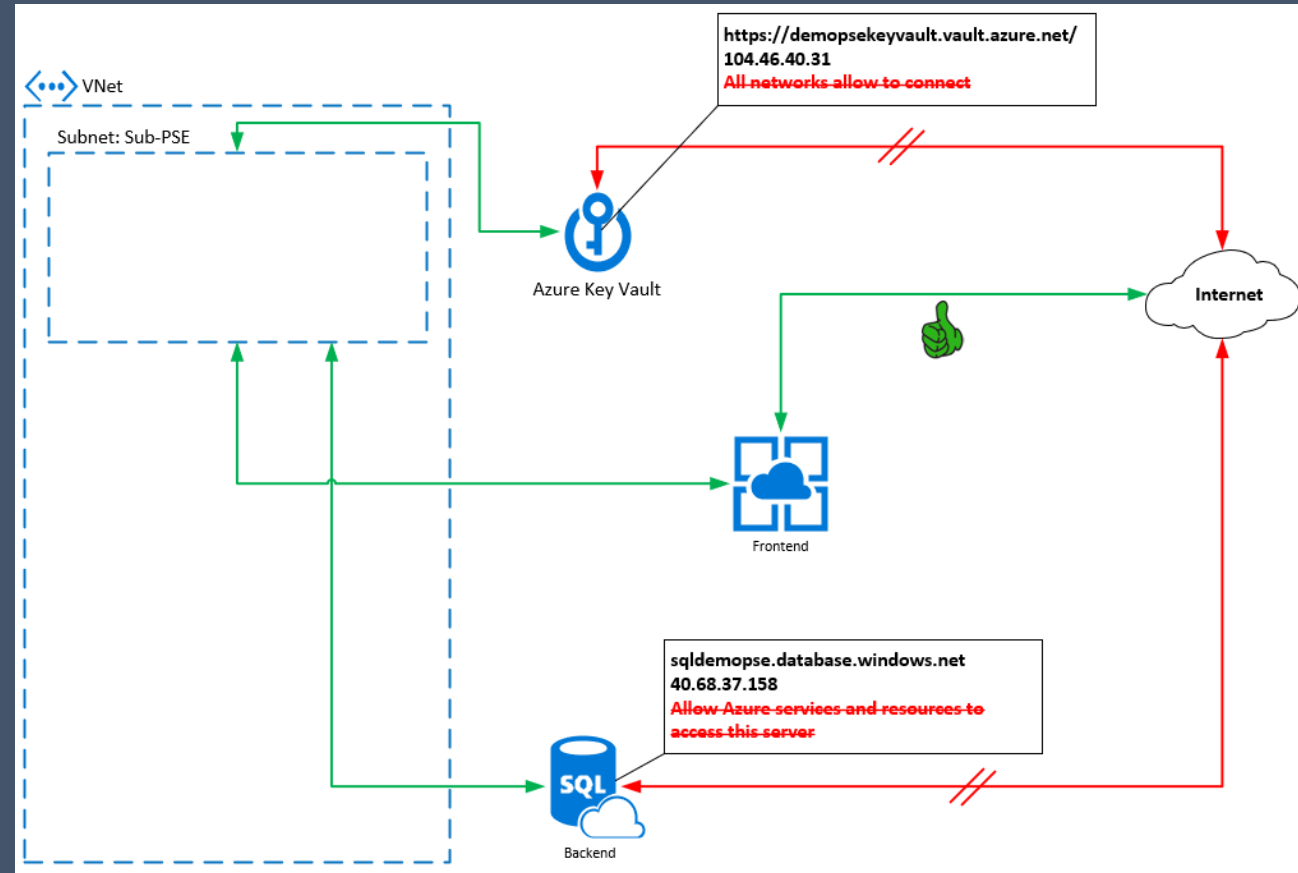 https://demopsekeyvault.vault.azure.net/
104.46.40.31
All networks allow to connect
VNet
Subnet: Sub-PSE
Azure Key Vault
Internet
Frontend
sqldemopse.database.windows.net
40.68.37.158
Allow Azure services and resources to
access this server
SQL
Backend